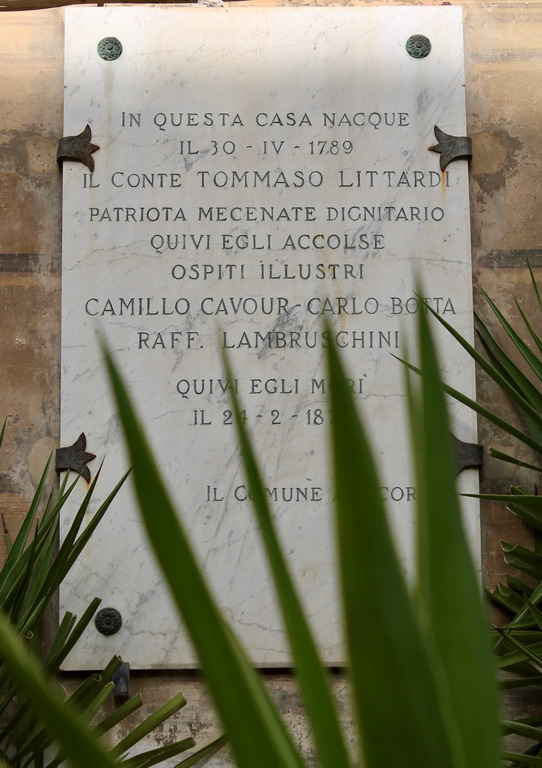 IN QUESTA CASA NACQUE
IL 30 - IV - 1789
IL CONTE TOMMASO LITTARDI
PATRIOTA MECENATE DIGNITARIO
QUIVI EGLI ACCOLSE
OSPITI ILLUSTRI
CAMILLO CAVOUR - CARLO BOTTA
RAFF. LAMBRUSCHINI
QUIVI EGLI MORÌ
IL 24 - 2 -
IL COMUNE